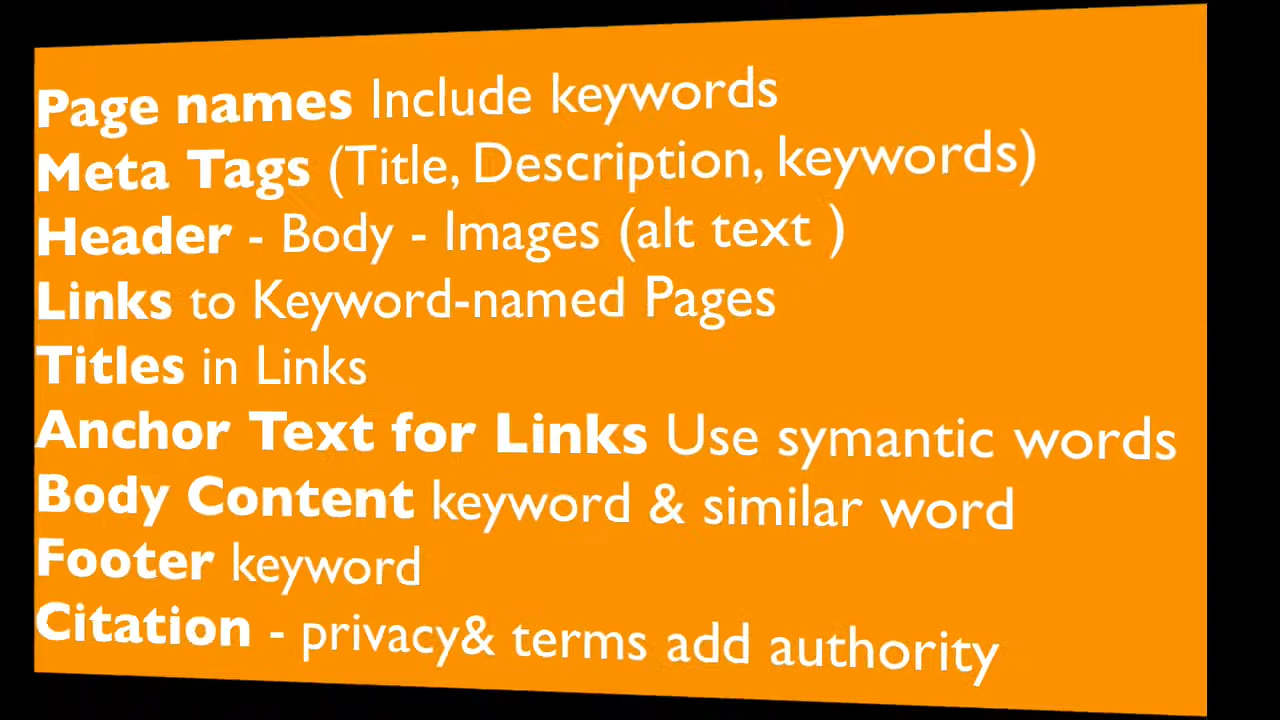 Page names Include keywords
Meta Tags (Title, Description, keywords)
Header - Body - Images (alt text )
Links to Keyword-named Pages
Titles in Links
Anchor Text for Links Use symantic words
Body Content keyword & similar word
Footer keyword
Citation - privacy& terms add authority